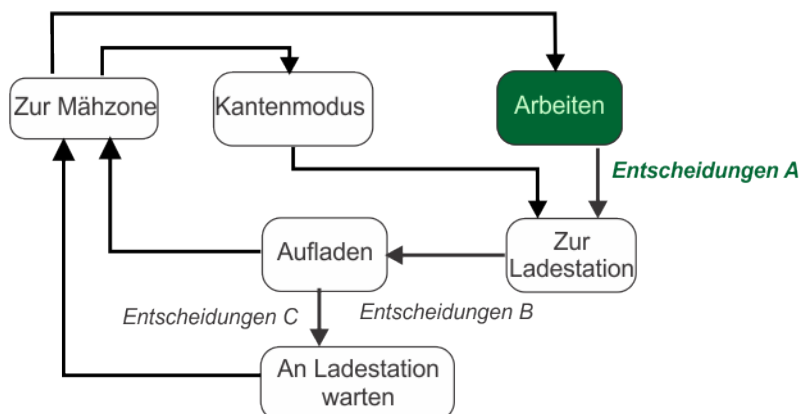 Zur Mähzone
Kantenmodus
Arbeiten
Entscheidungen A
Zur
Ladestation
Aufladen
Entscheidungen B
Entscheidungen C
An Ladestation
warten